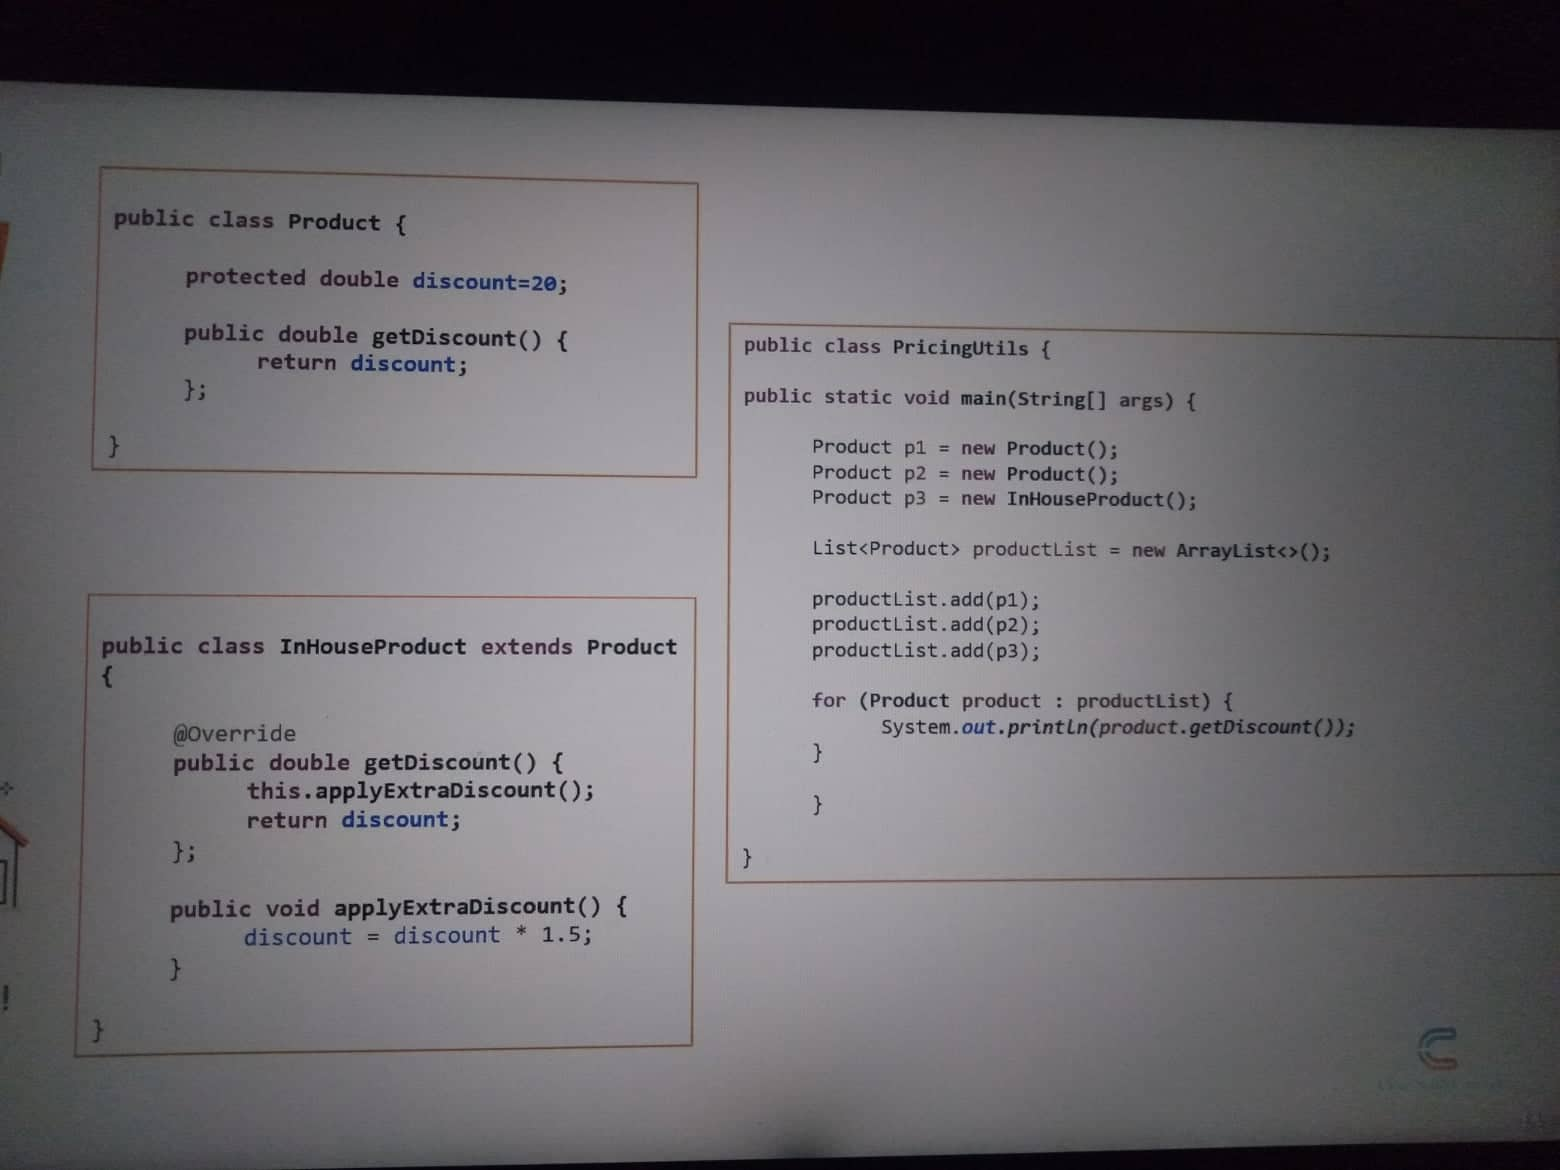 public class Product {
protected double discount=20;
public double getDiscount() {
return discount;
};
}
public class InHouseProduct extends Product
{
@Override
public double getDiscount() {
this.applyExtraDiscount();
return discount;
};
public void applyExtraDiscount() {
discount = discount * 1.5;
}
}
public class PricingUtils {
public static void main(String[] args) {
Product p1 = new Product();
Product p2 = new Product();
Product p3 = new InHouseProduct();
List<Product> productList = new ArrayList<>();
productList.add(p1);
productList.add(p2);
productList.add(p3);
for (Product product : productList) {
System.out.println(product.getDiscount());
}
}
}
!